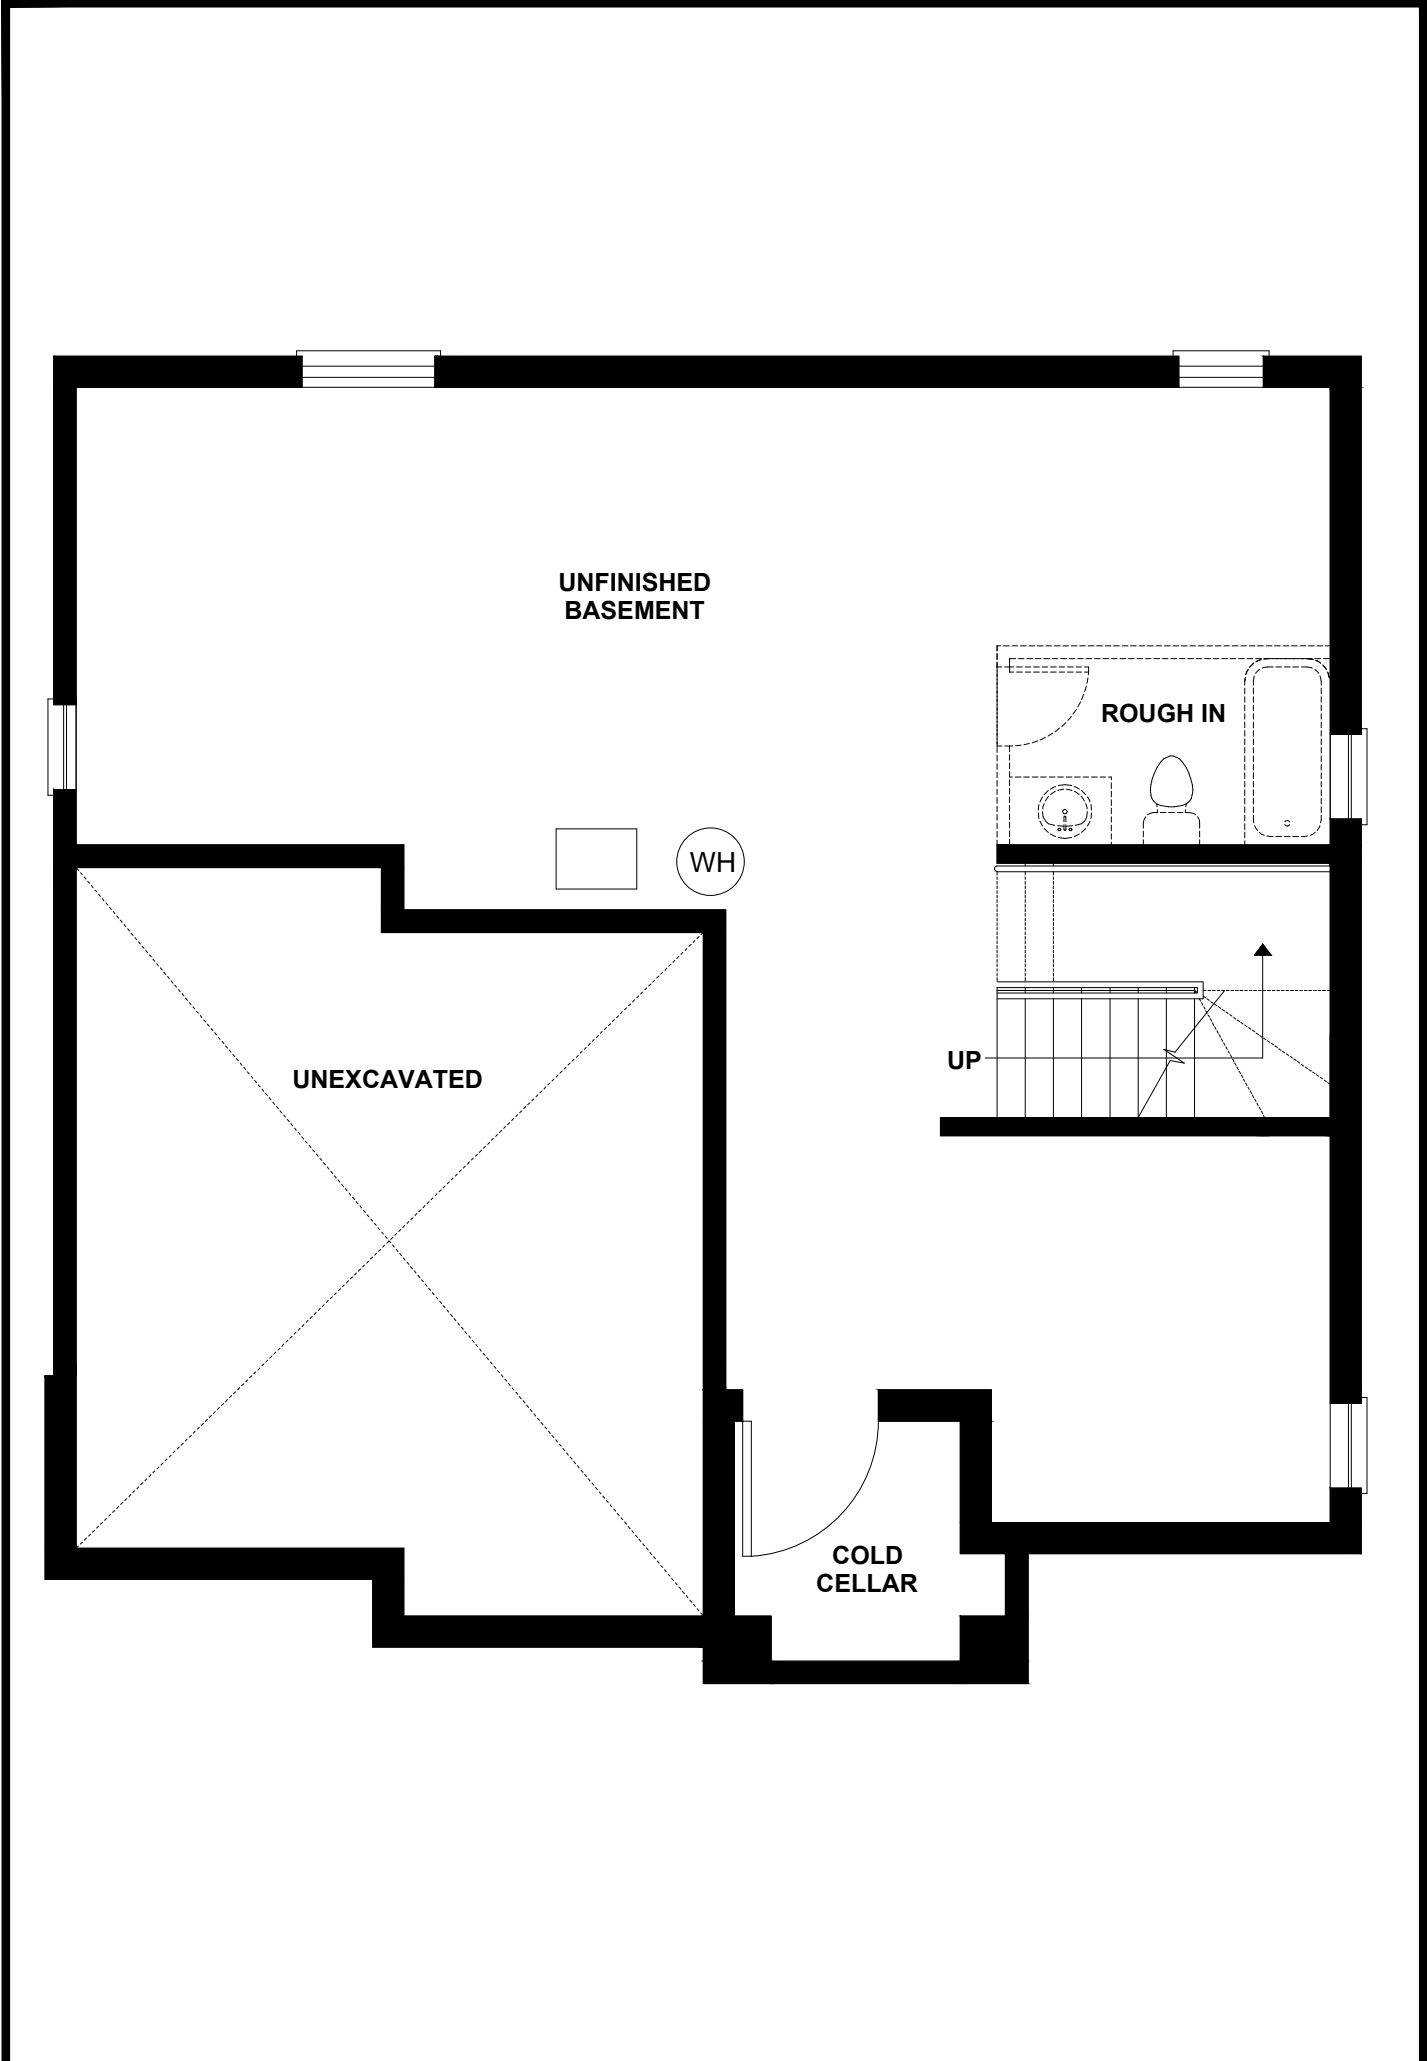 UNFINISHED
BASEMENT
ROUGH IN
WH
UP
UNEXCAVATED
COLD
CELLAR